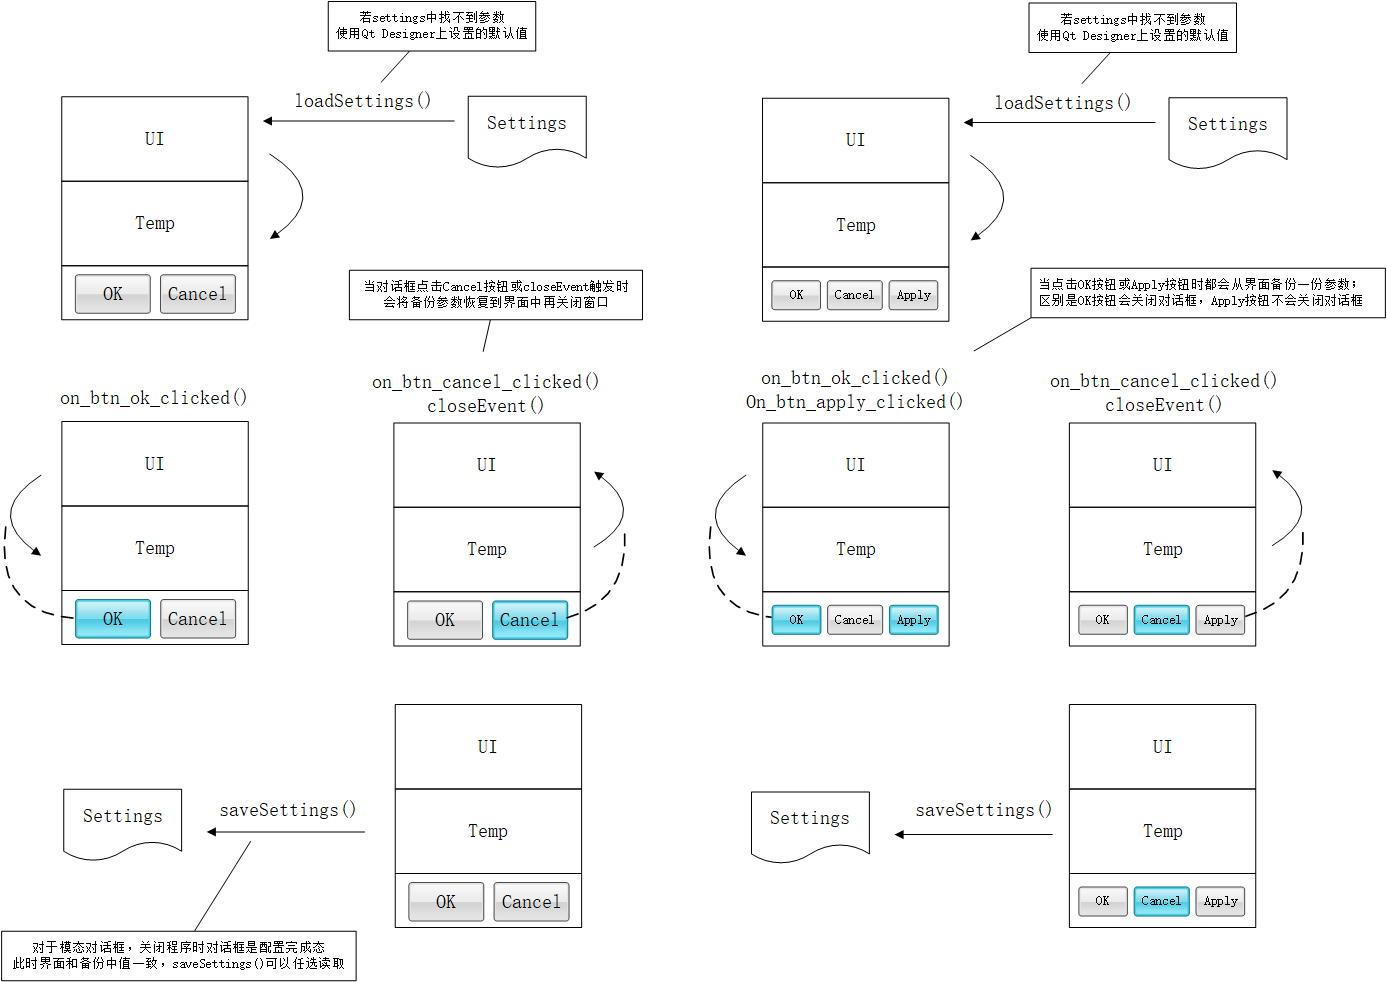 若settings中找不到参数
使用Qt Designer上设置的默认值
loadSettings()
Settings
UI
Temp
OK
Cancel
若settings中找不到参数
使用Qt Designer上设置的默认值
loadSettings()
Settings
UI
Temp
OK
Cancel
Apply
当对话框点击Cancel按钮或closeEvent触发时
会将备份参数恢复到界面中再关闭窗口
当点击OK按钮或Apply按钮时都会从界面备份一份参数;
区别是OK按钮会关闭对话框，Apply按钮不会关闭对话框
on_btn_ok_clicked()
UI
Temp
OK
Cancel
on_btn_cancel_clicked()
closeEvent()
UI
Temp
OK
Cancel
on_btn_ok_clicked()
On_btn_apply_clicked()
UI
Temp
OK
Cancel
Apply
on_btn_cancel_clicked()
closeEvent()
UI
Temp
OK
Cancel
Apply
Settings
saveSettings()
UI
Temp
OK
Cancel
对于模态对话框，关闭程序时对话框是配置完成态
此时界面和备份中值一致，saveSettings()可以任选读取
Settings
saveSettings()
UI
Temp
OK
Cancel
Apply